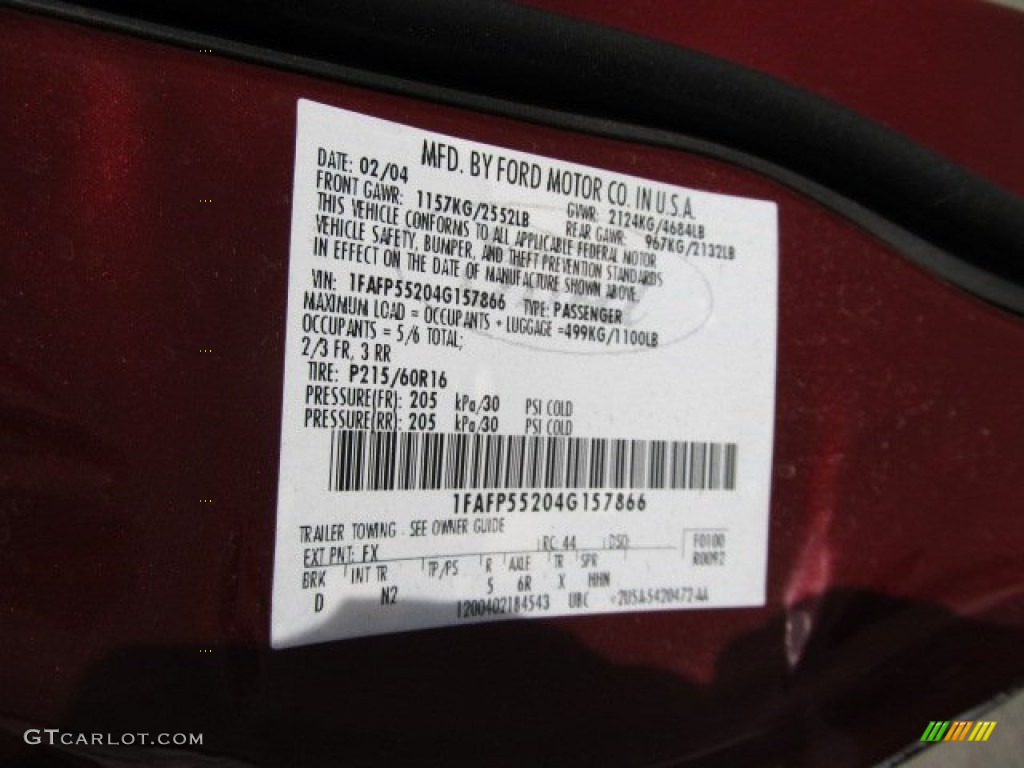 MFD. BY FORD MOTOR CO. IN U.S.A.
DATE: 02/04 GVWR: 2124KG/4684LB
FRONT GAWR: 1157KG/2552LB REAR GAWR: 967KG/2132LB
THIS VEHICLE CONFORMS TO ALL APPLICABLE FEDERAL MOTOR
VEHICLE SAFETY, BUMPER, AND THEFT PREVENTION STANDARDS
IN EFFECT ON THE DATE OF MANUFACTURE SHOWN ABOVE.
VIN: 1FAFP55204G157866 TYPE: PASSENGER
MAXIMUM LOAD = OCCUPANTS + LUGGAGE =499KG/1100LB
OCCUPANTS = 5/6 TOTAL;
2/3 FR, 3 RR
TIRE: P215/60R16
PRESSURE(FR): 205 kPa/30 PSI COLD
PRESSURE(RR): 205 kPa/30 PSI COLD
1FAFP55204G157866
TRAILER TOWING - SEE OWNER GUIDE
EXT PNT: FX RC: 44 DSO: F0100
R0092
BRK INT TR TP/PS R AXLE TR SPR
D N2 5 6R X HHN
1200402184543 UBC
GTCARLOT.COM